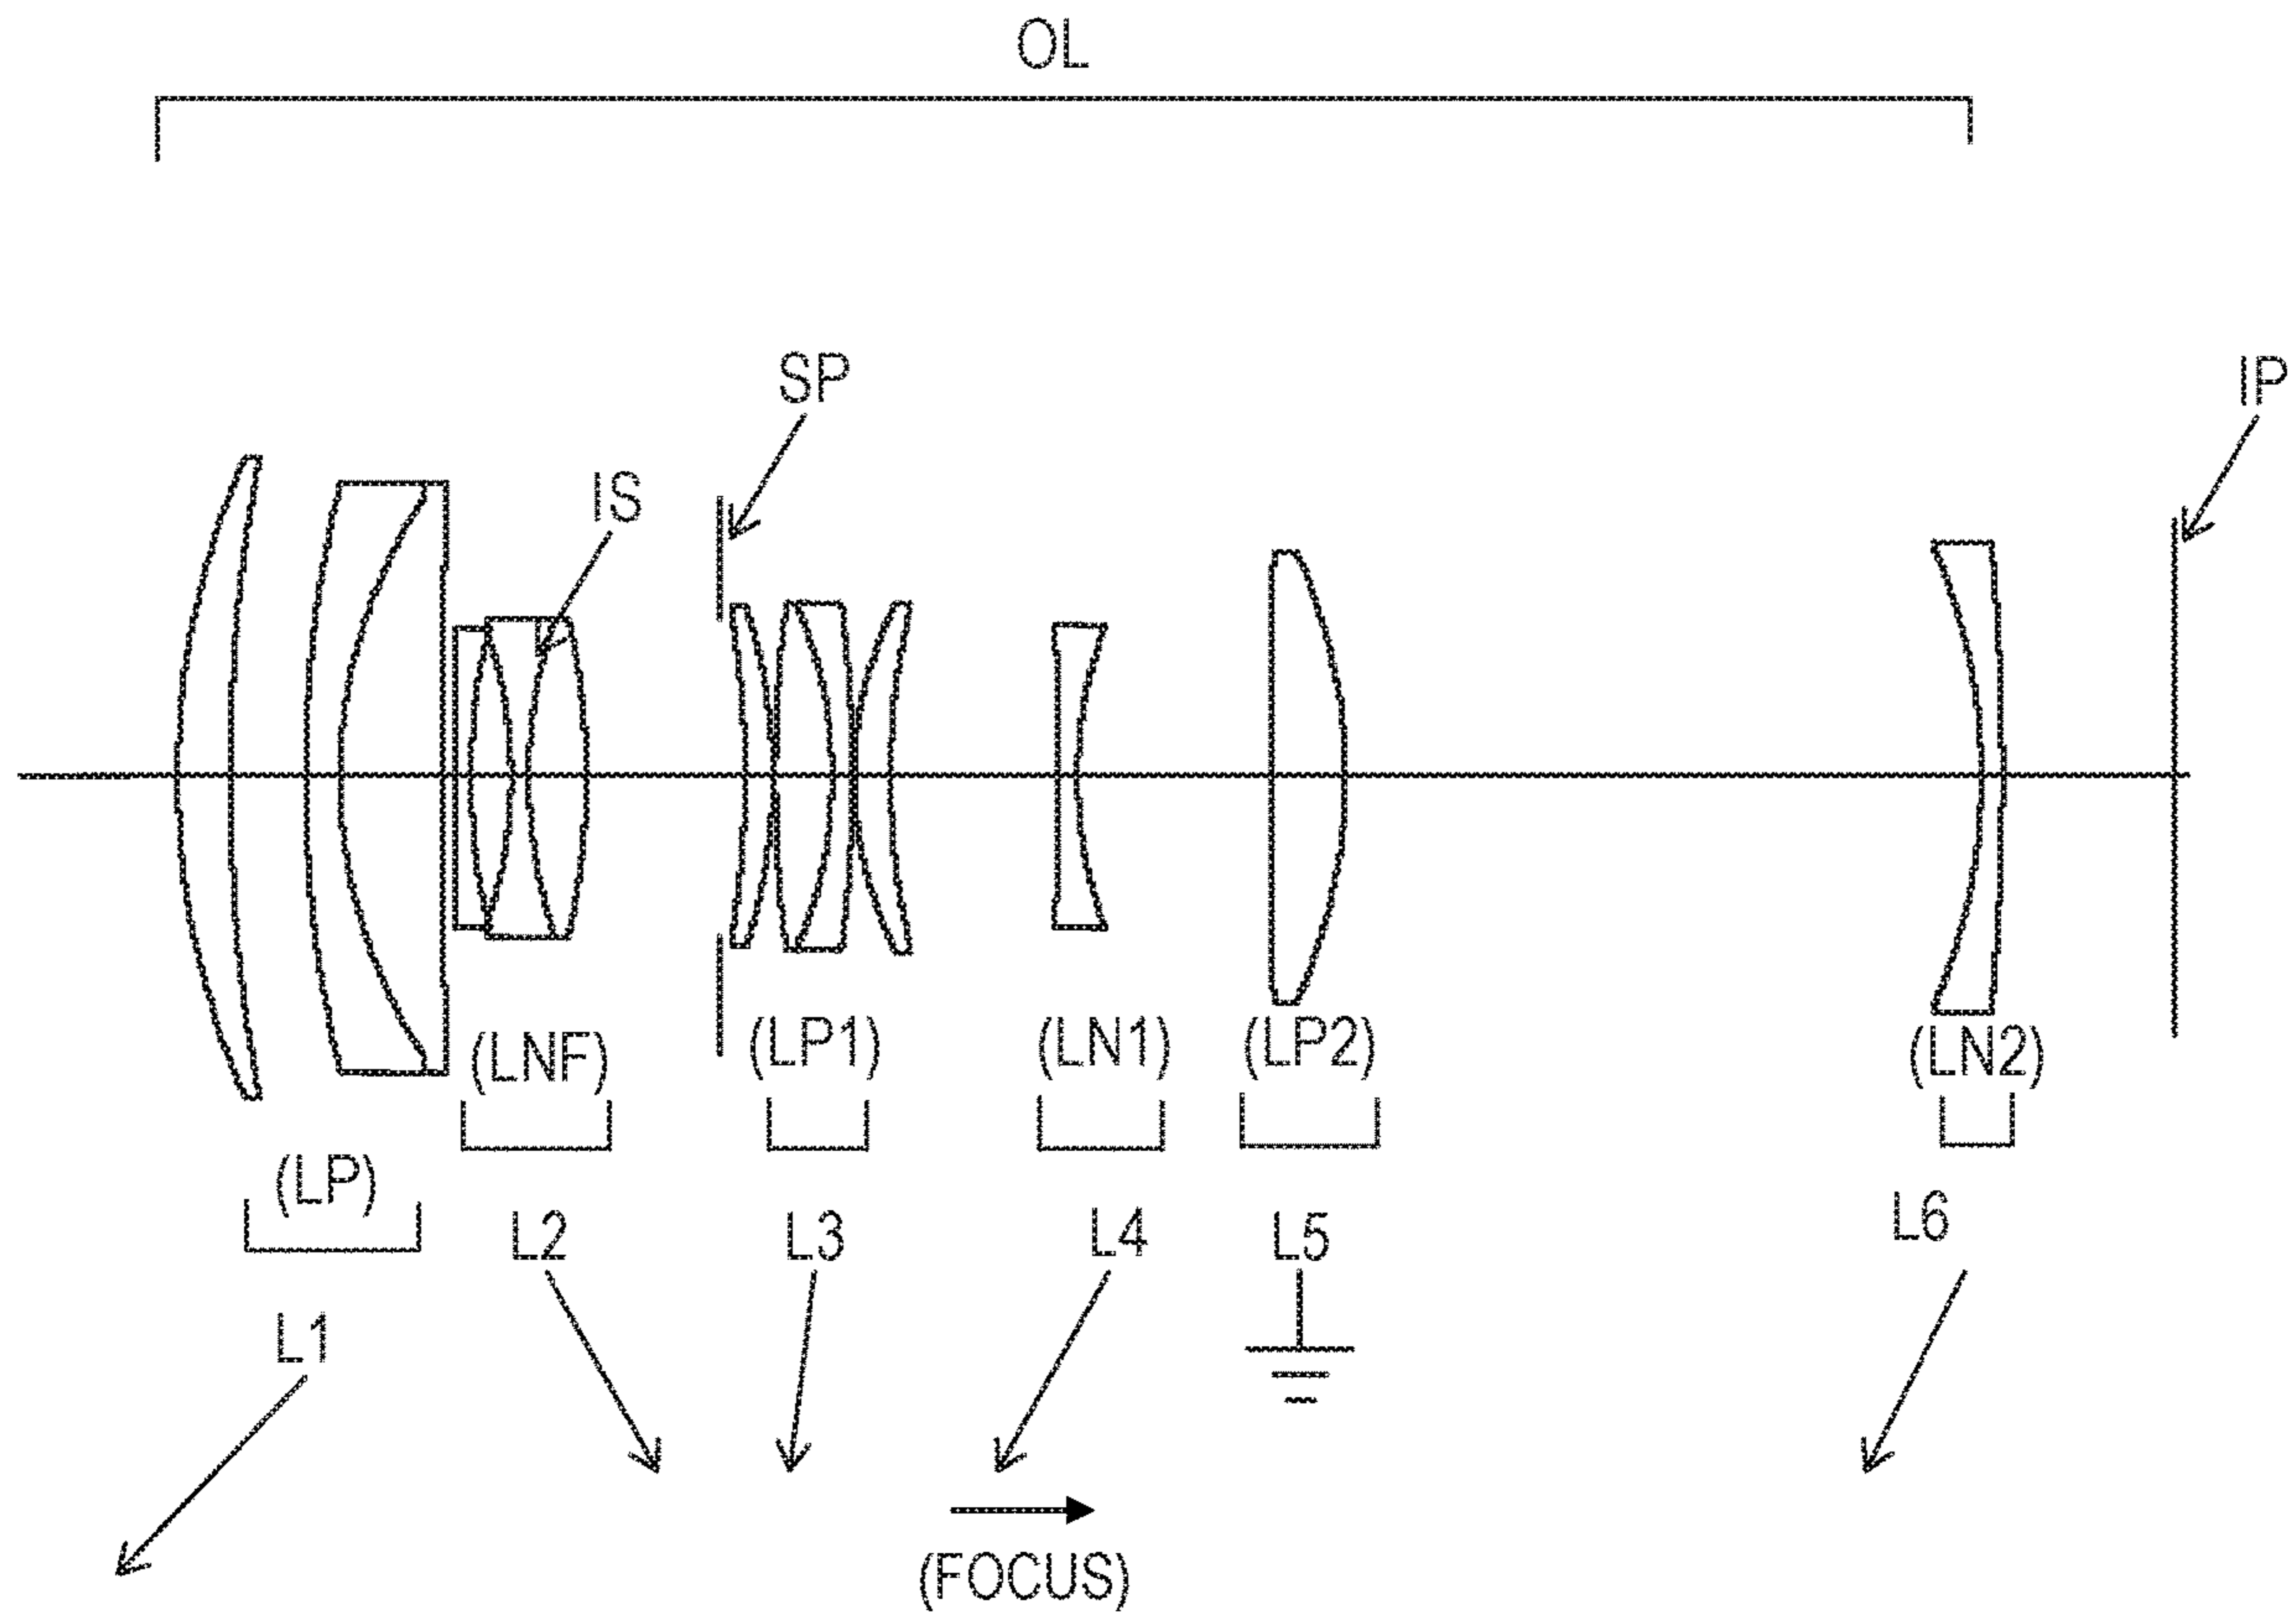 OL
SP
IP
IS
(LP1)
(LN1)
(LP2)
(LN2)
(LNF)
(LP)
L6
L2
L3
L4
L5
L1
(FOCUS)